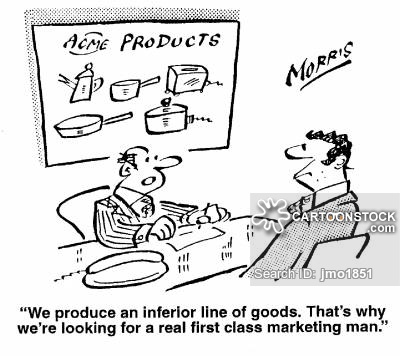 ACME PRODUCTS
MORRIS
CARTOONSTOCK
.com
Search ID: jmo1851
"We produce an inferior line of goods. That's why
we're looking for a real first class marketing man."